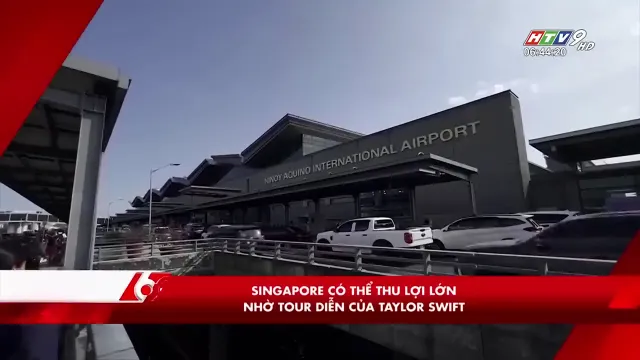 HTV9 HD
06:44:20
NINOY AQUINO INTERNATIONAL AIRPORT
SINGAPORE CÓ THỂ THU LỢI LỚN
NHỜ TOUR DIỄN CỦA TAYLOR SWIFT